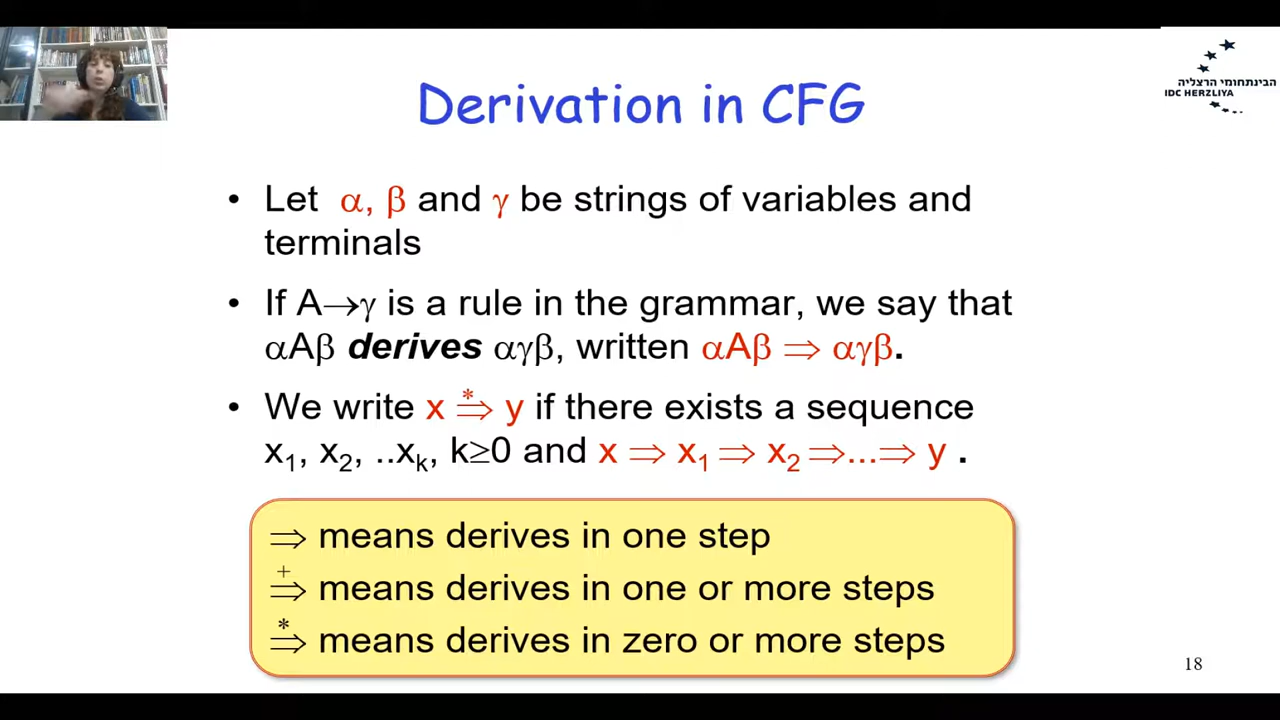 הבינתחומי הרצליה
IDC HERZLIYA
Derivation in CFG
• Let α, β and γ be strings of variables and
terminals
• If A→γ is a rule in the grammar, we say that
αAβ derives αγβ, written αAβ ⇒ αγβ.
• We write x ⇒* y if there exists a sequence
x₁, x₂, ..xₖ, k≥0 and x ⇒ x₁ ⇒ x₂ ⇒...⇒ y .
⇒ means derives in one step
⇒+ means derives in one or more steps
⇒* means derives in zero or more steps
18